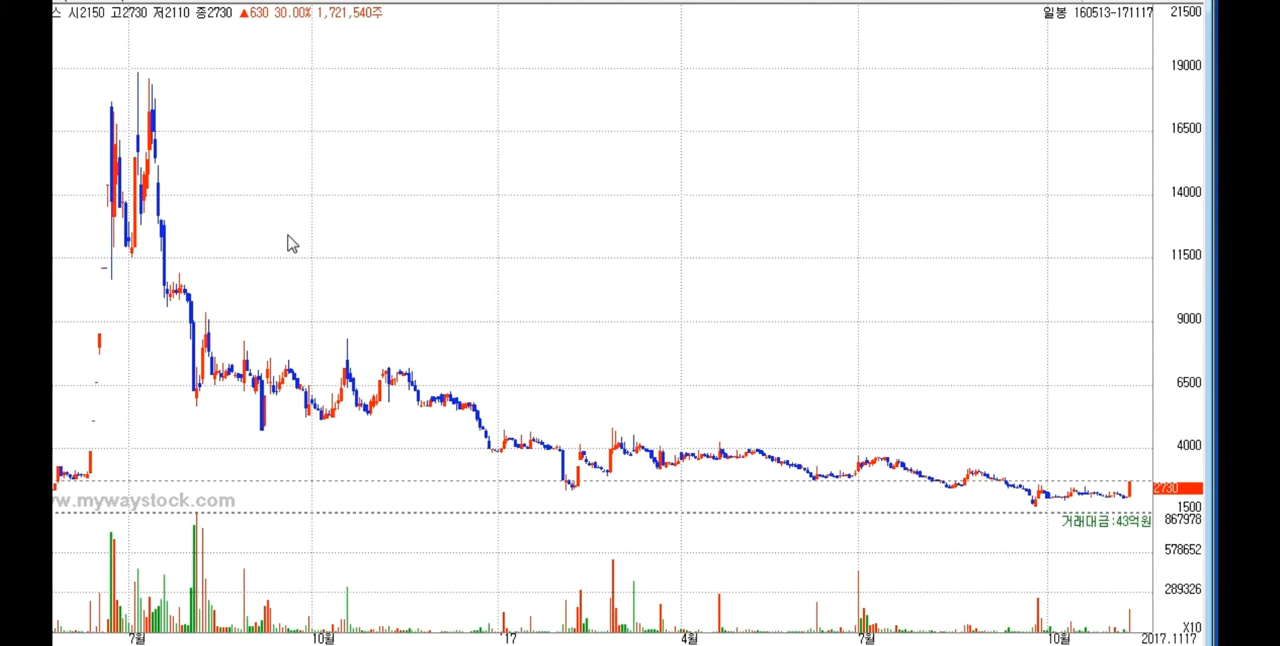 스 시2150 고2730 저2110 종2730 ▲630 30.00% 1,721,540주
일봉 160513-171117
21500
19000
16500
14000
11500
9000
6500
4000
2730
1500
www.mywaystock.com
거래대금:43억원
867978
578652
289326
X10
7월 10월 '17 4월 7월 10월 2017.1117